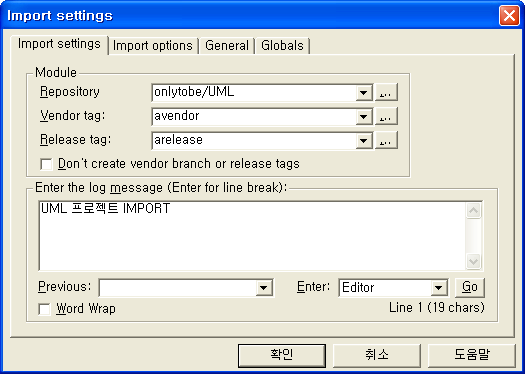 Import settings
Import settings Import options General Globals
Module
Repository onlytobe/UML ...
Vendor tag: avendor ...
Release tag: arelease ...
Don't create vendor branch or release tags
Enter the log message (Enter for line break):
UML 프로젝트 IMPORT
Previous: Enter: Editor Go
Word Wrap Line 1 (19 chars)
확인 취소 도움말